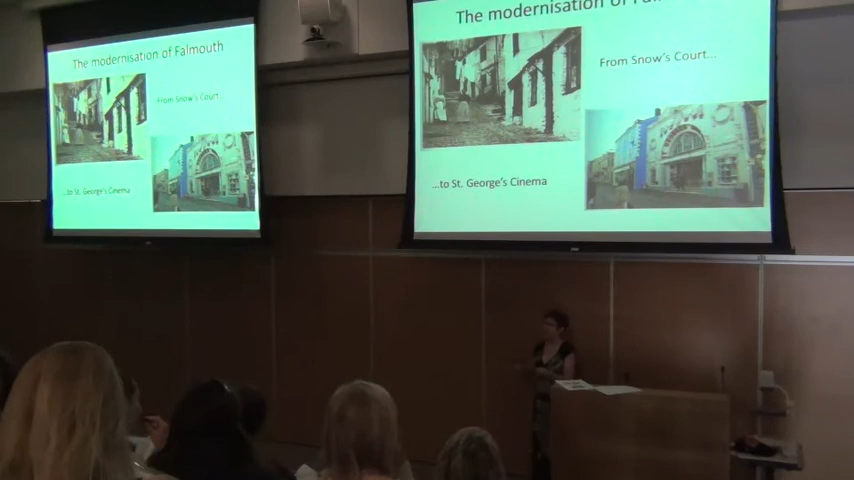 The modernisation of Falmouth
From Snow's Court...
...to St. George's Cinema
The modernisation of
From Snow's Court...
...to St. George's Cinema